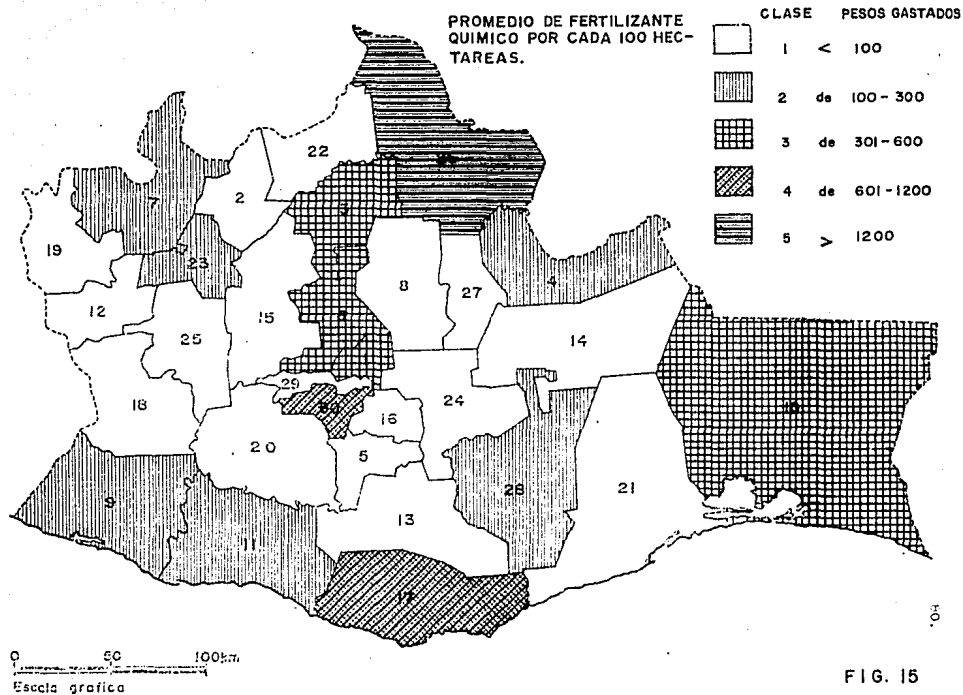 PROMEDIO DE FERTILIZANTE
QUIMICO POR CADA 100 HEC-
TAREAS.
CLASE PESOS GASTADOS
1 < 100
2 de 100-300
3 de 301-600
4 de 601-1200
5 > 1200
22
7
2
3
19
23
4
8
27
12
15
14
25
18
29
16
24
10
20
5
28
21
9
13
11
17
80.
0 50 100km
Escala grafica
FIG. 15